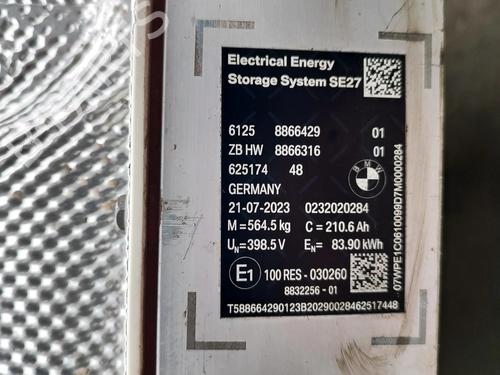 Electrical Energy
Storage System SE27
6125 8866429 01
ZB HW 8866316 01
625174 48
GERMANY
BMW
21-07-2023 0232020284
M = 564.5 kg C = 210.6 Ah
UN = 398.5 V EN = 83.90 kWh
E1 100 RES - 030260
8832256 - 01
T588664290123B20290028462517448
07WPE1C0610099D7M0000284